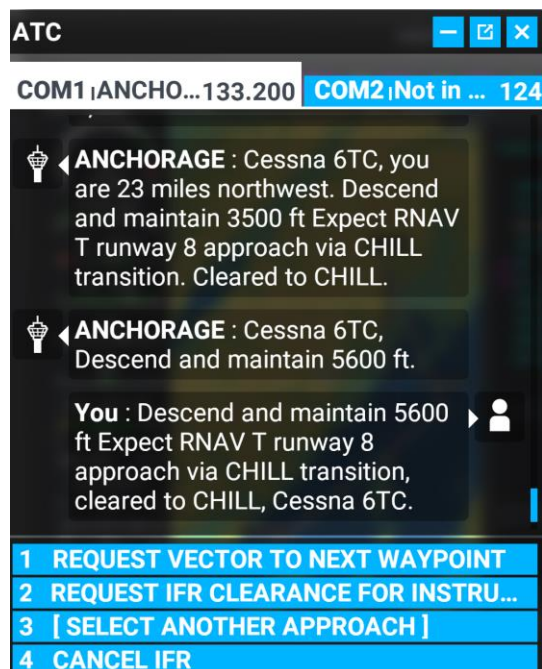 ATC
COM1 ANCHO...133.200 COM2 Not in ... 124
ANCHORAGE : Cessna 6TC, you
are 23 miles northwest. Descend
and maintain 3500 ft Expect RNAV
T runway 8 approach via CHILL
transition. Cleared to CHILL.
ANCHORAGE : Cessna 6TC,
Descend and maintain 5600 ft.
You : Descend and maintain 5600
ft Expect RNAV T runway 8
approach via CHILL transition,
cleared to CHILL, Cessna 6TC.
1 REQUEST VECTOR TO NEXT WAYPOINT
2 REQUEST IFR CLEARANCE FOR INSTRU...
3 [ SELECT ANOTHER APPROACH ]
4 CANCEL IFR